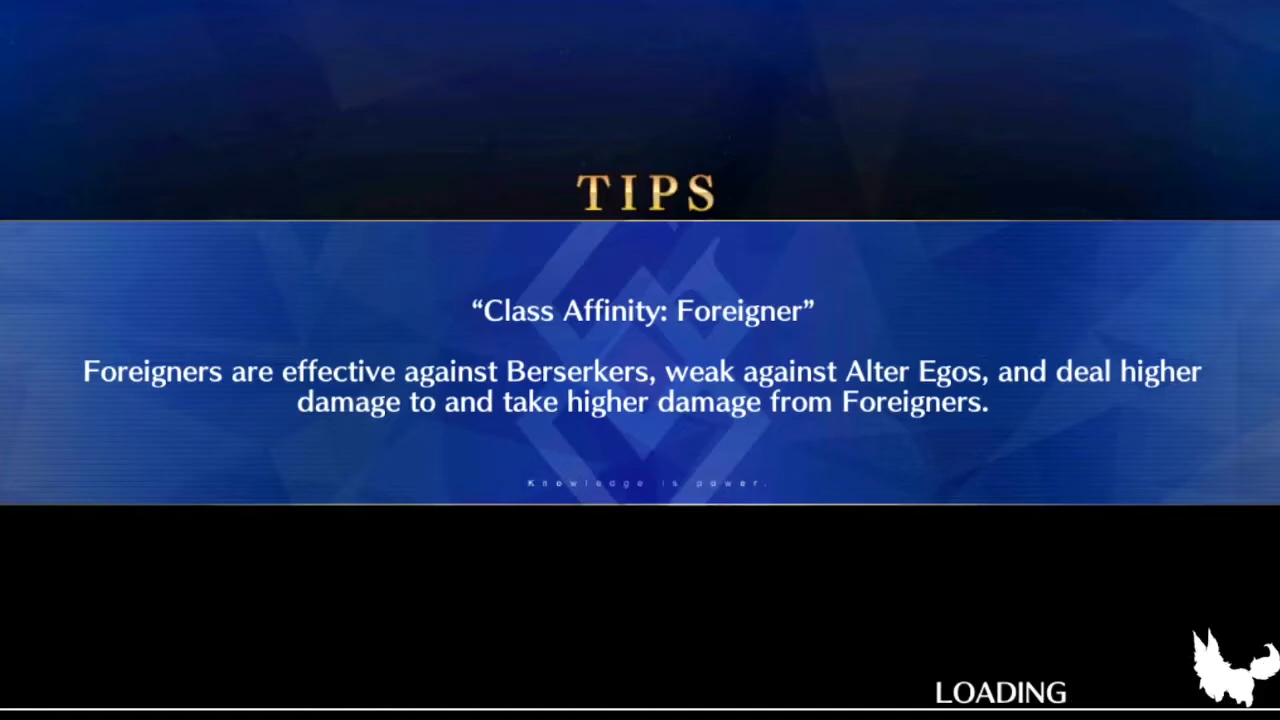 TIPS
“Class Affinity: Foreigner”
Foreigners are effective against Berserkers, weak against Alter Egos, and deal higher
damage to and take higher damage from Foreigners.
Knowledge is power.
LOADING